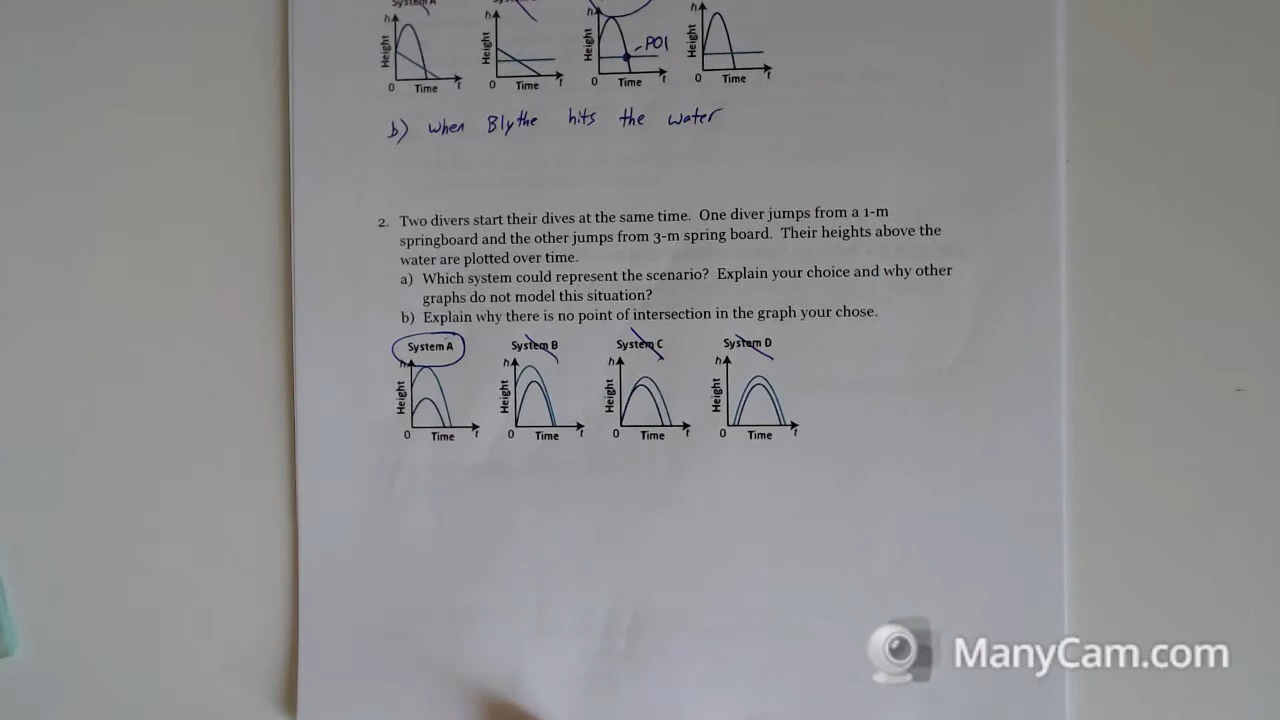 System A
h h h h
Height Height Height Height
POI
0 Time t 0 Time t 0 Time t 0 Time t
b) when Blythe hits the water
2. Two divers start their dives at the same time. One diver jumps from a 1-m
springboard and the other jumps from 3-m spring board. Their heights above the
water are plotted over time.
a) Which system could represent the scenario? Explain your choice and why other
graphs do not model this situation?
b) Explain why there is no point of intersection in the graph your chose.
System A System B System C System D
h h h h
Height Height Height Height
0 Time t 0 Time t 0 Time t 0 Time t
ManyCam.com